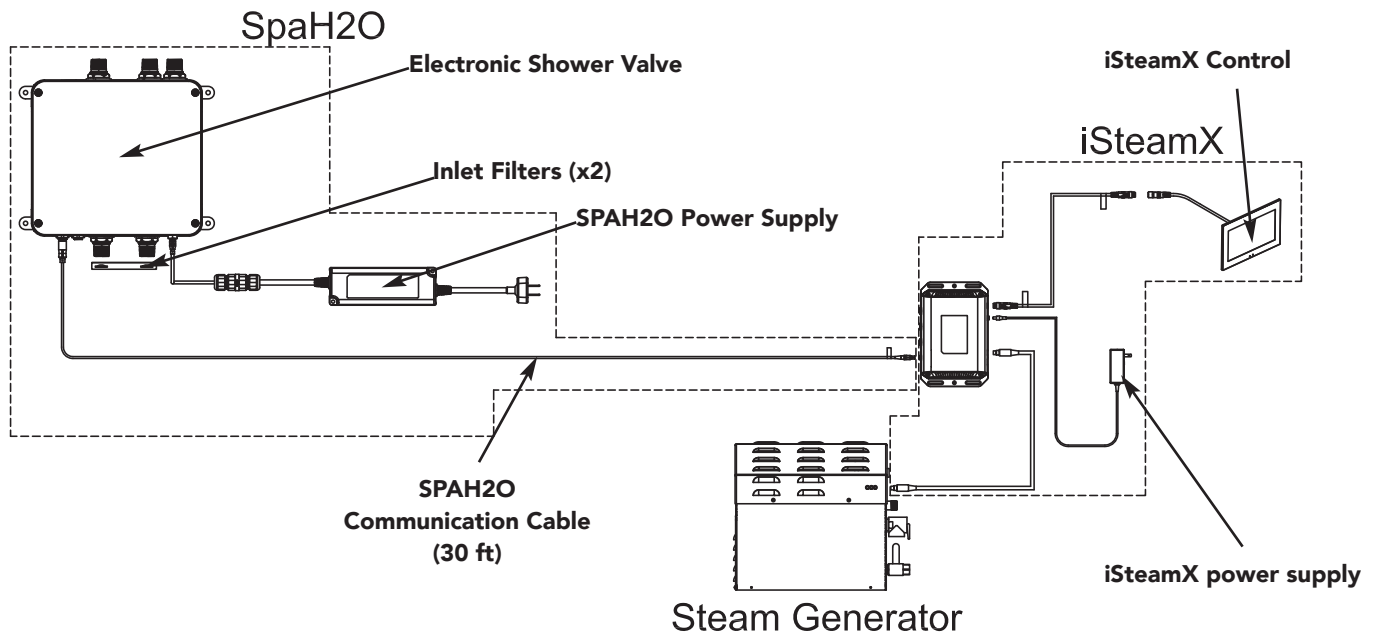 SpaH2O
Electronic Shower Valve
Inlet Filters (x2)
SPAH2O Power Supply
SPAH2O
Communication Cable
(30 ft)
iSteamX Control
iSteamX
iSteamX power supply
Steam Generator